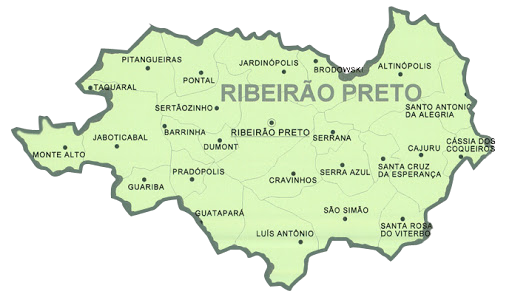 PITANGUEIRAS
JARDINÓPOLIS
BRODOWSKI
ALTINÓPOLIS
TAQUARAL
PONTAL
RIBEIRÃO PRETO
SERTÃOZINHO
SANTO ANTONIO
DA ALEGRIA
BARRINHA
RIBEIRÃO PRETO
SERRANA
JABOTICABAL
DUMONT
CÁSSIA DOS
COQUEIROS
MONTE ALTO
CAJURU
PRADÓPOLIS
CRAVINHOS
SERRA AZUL
SANTA CRUZ
DA ESPERANÇA
GUARIBA
GUATAPARÁ
SÃO SIMÃO
LUÍS ANTÔNIO
SANTA ROSA
DO VITERBO